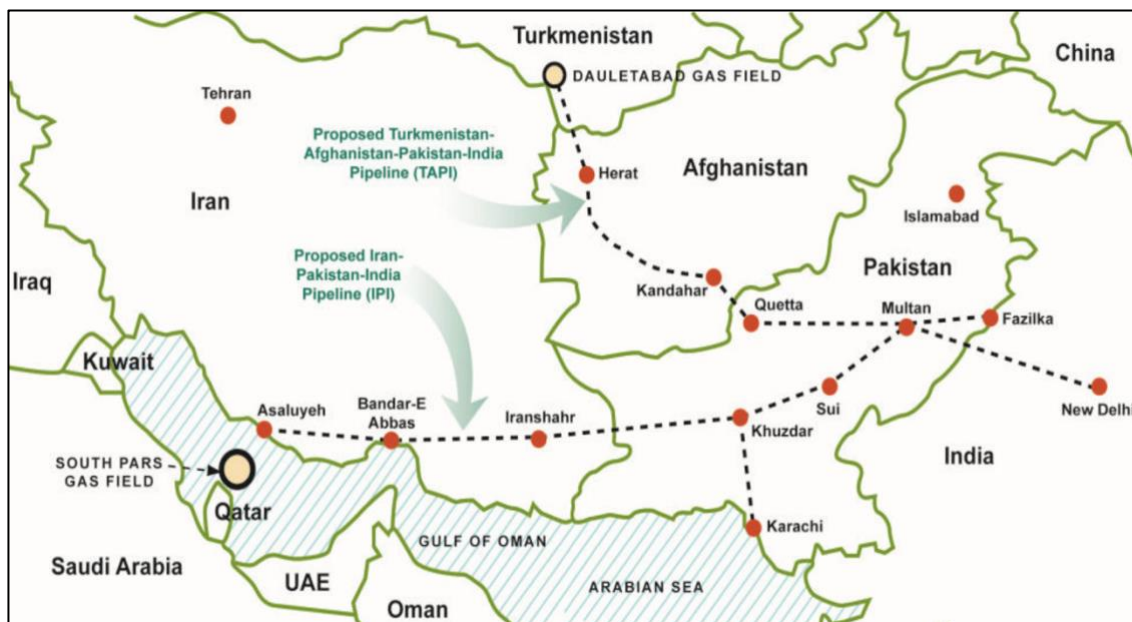 Turkmenistan
China
DAULETABAD GAS FIELD
Tehran
Proposed Turkmenistan-
Afghanistan-Pakistan-India
Pipeline (TAPI)
Herat
Afghanistan
Iran
Islamabad
Proposed Iran-
Pakistan-India
Pipeline (IPI)
Iraq
Pakistan
Kandahar
Quetta
Multan
Fazilka
Kuwait
Asaluyeh
Bandar-E
Abbas
Iranshahr
Khuzdar
Sui
New Delhi
SOUTH PARS
GAS FIELD
India
Qatar
Karachi
GULF OF OMAN
Saudi Arabia
UAE
ARABIAN SEA
Oman